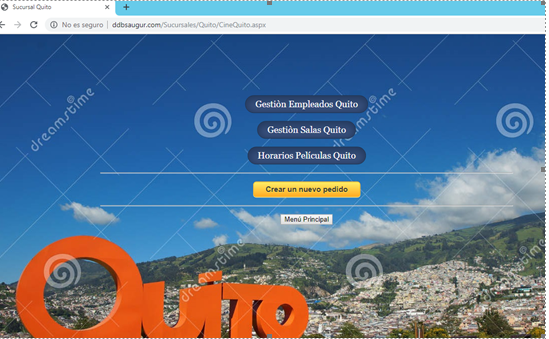 Sucursal Quito
No es seguro | ddbsaugur.com/Sucursales/Quito/CineQuito.aspx
Gestiòn Empleados Quito
Gestiòn Salas Quito
Horarios Películas Quito
Crear un nuevo pedido
Menú Principal
dreamstime
dreamstime
dreamstime
QUITO